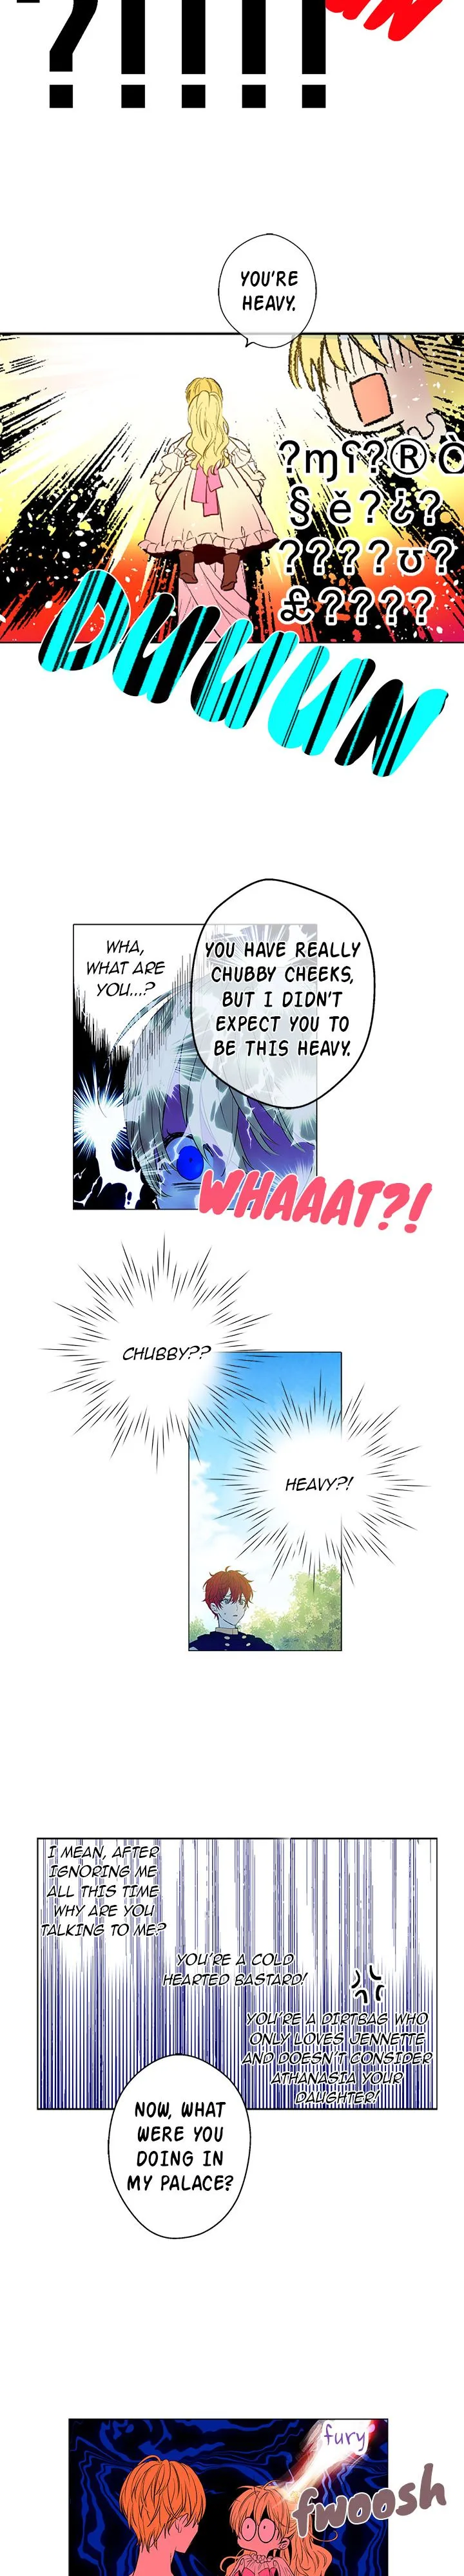 UN
?!!!!
YOU'RE
HEAVY.
?ɱʕ?®Ò
§ě?¿?
????ʊ?
£????
DUUUN
WHA,
WHAT ARE
YOU...?
YOU HAVE REALLY
CHUBBY CHEEKS,
BUT I DIDN'T
EXPECT YOU TO
BE THIS HEAVY.
WHAAAT?!
CHUBBY??
HEAVY?!
I MEAN, AFTER
IGNORING ME
ALL THIS TIME
WHY ARE YOU
TALKING TO ME?
YOU'RE A COLD
HEARTED BASTARD!
YOU'RE A DIRTBAG WHO
ONLY LOVES JENNETTE
AND DOESN'T CONSIDER
ATHANASIA YOUR
DAUGHTER!
NOW, WHAT
WERE YOU
DOING IN
MY PALACE?
fury
fwoosh